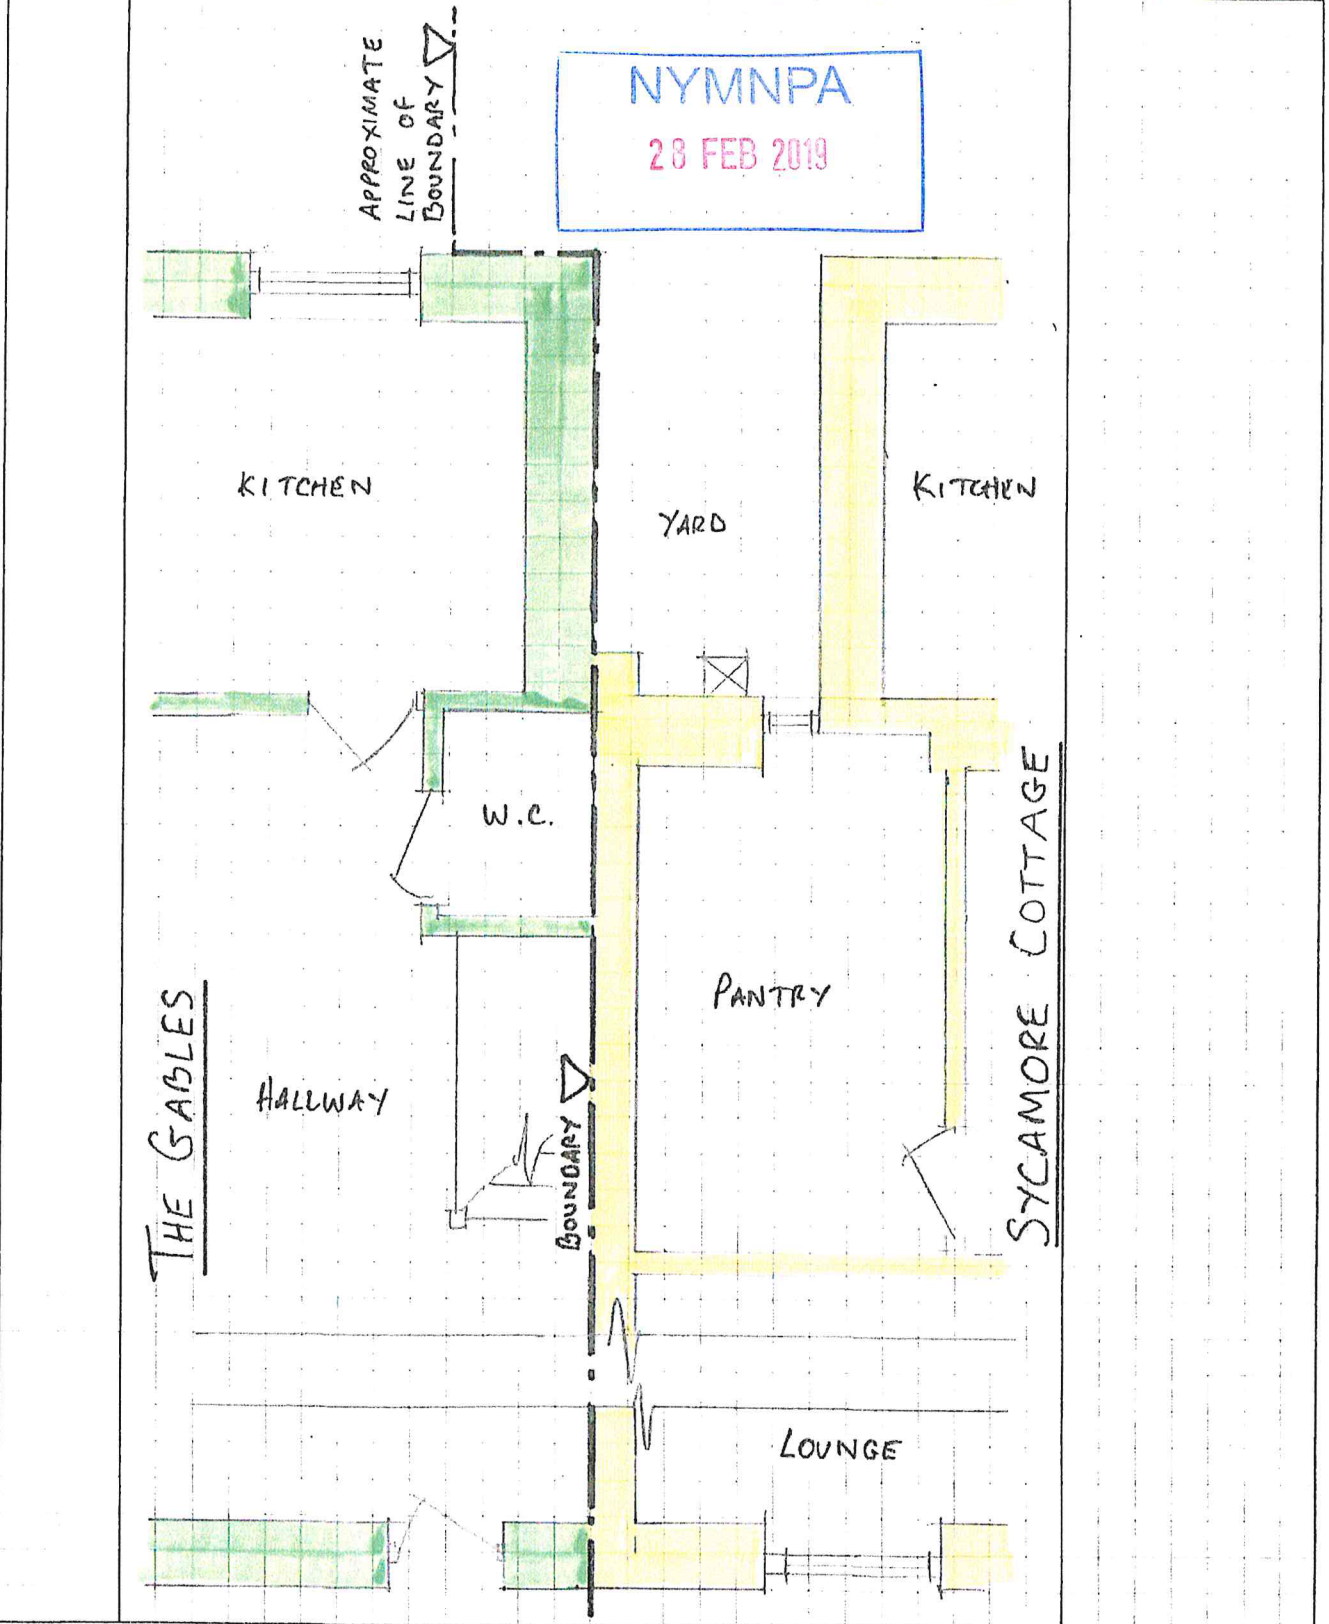 APPROXIMATE
LINE OF
BOUNDARY
NYMNPA
28 FEB 2019
KITCHEN
YARD
KITCHEN
W.C.
PANTRY
THE GABLES
HALLWAY
BOUNDARY
SYCAMORE COTTAGE
LOUNGE